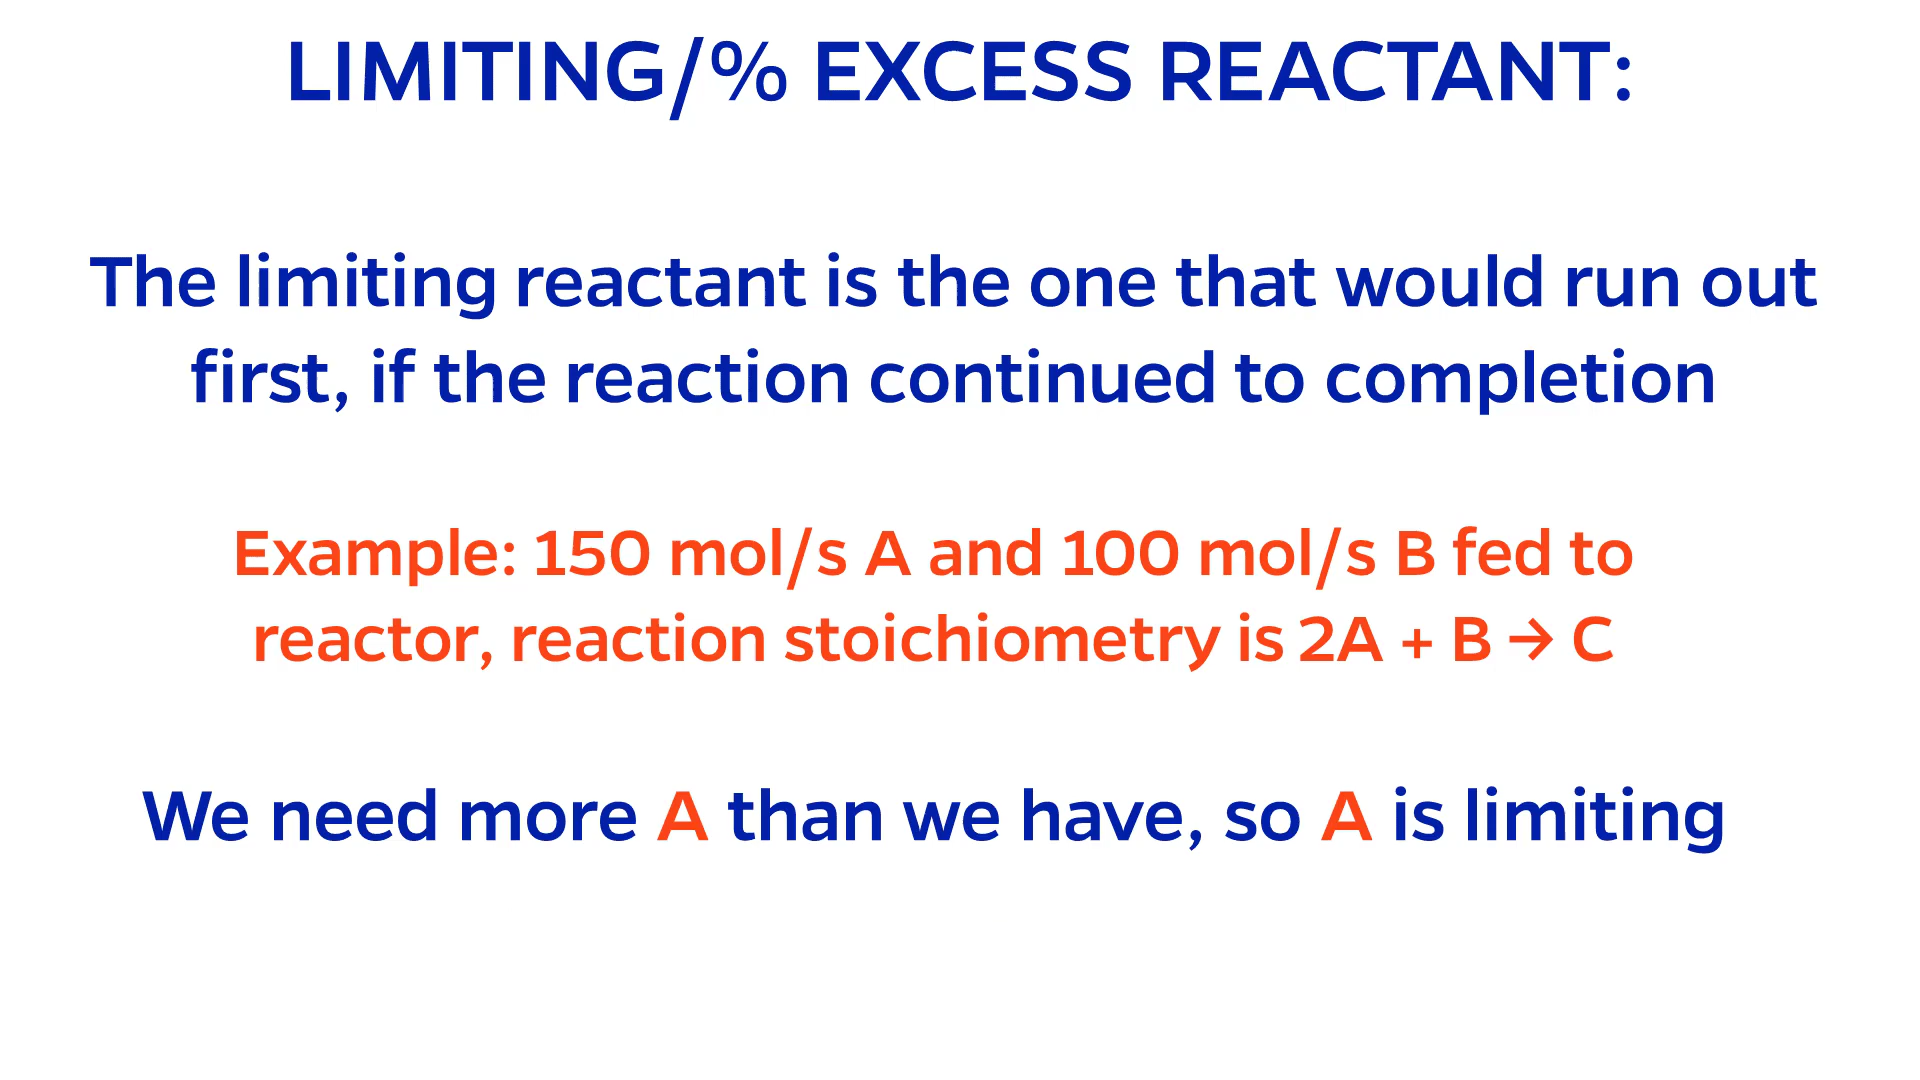 LIMITING/% EXCESS REACTANT:
The limiting reactant is the one that would run out
first, if the reaction continued to completion
Example: 150 mol/s A and 100 mol/s B fed to
reactor, reaction stoichiometry is 2A + B → C
We need more A than we have, so A is limiting